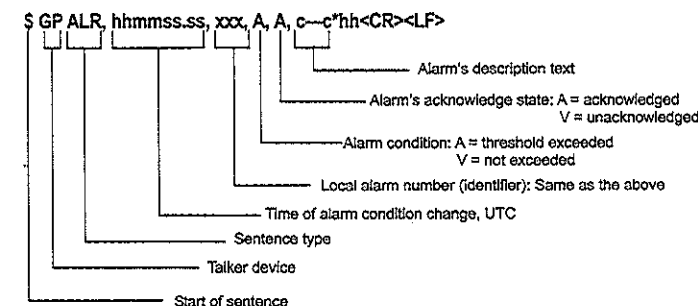 $ GP ALR, hhmmss.ss, xxx, A, A, c---c*hh<CR><LF>
Alarm's description text
Alarm's acknowledge state: A = acknowledged
V = unacknowledged
Alarm condition: A = threshold exceeded
V = not exceeded
Local alarm number (identifier): Same as the above
Time of alarm condition change, UTC
Sentence type
Talker device
Start of sentence